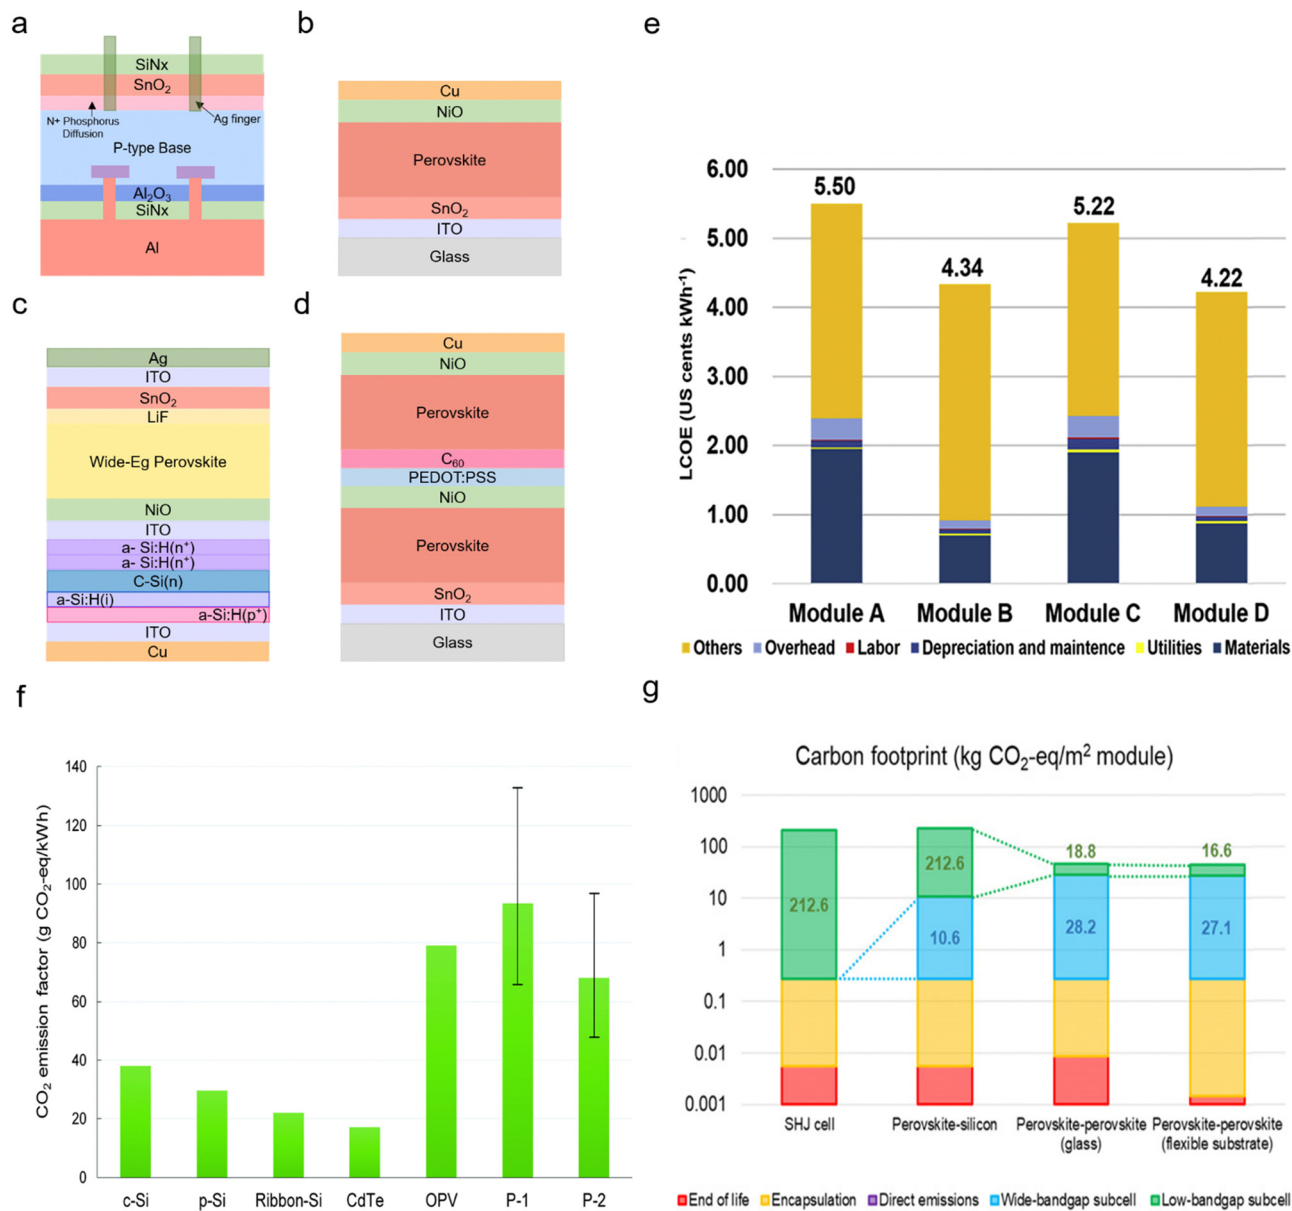 a
SiNx
SnO₂
N+ Phosphorus
Diffusion
Ag finger
P-type Base
Al₂O₃
SiNx
Al
b
Cu
NiO
Perovskite
SnO₂
ITO
Glass
c
Ag
ITO
SnO₂
LiF
Wide-Eg Perovskite
NiO
ITO
a- Si:H(n⁺)
a- Si:H(n⁺)
C-Si(n)
a-Si:H(i)
a-Si:H(p⁺)
ITO
Cu
d
Cu
NiO
Perovskite
C₆₀
PEDOT:PSS
NiO
Perovskite
SnO₂
ITO
Glass
e
LCOE (US cents kWh⁻¹)
6.00
5.00
4.00
3.00
2.00
1.00
0.00
5.50
4.34
5.22
4.22
Module A Module B Module C Module D
Others Overhead Labor Depreciation and maintence Utilities Materials
f
CO₂ emission factor (g CO₂-eq/kWh)
140
120
100
80
60
40
20
0
c-Si p-Si Ribbon-Si CdTe OPV P-1 P-2
g
Carbon footprint (kg CO₂-eq/m² module)
1000
100
10
1
0.1
0.01
0.001
212.6
212.6
10.6
18.8
28.2
16.6
27.1
SHJ cell
Perovskite-silicon
Perovskite-perovskite
(glass)
Perovskite-perovskite
(flexible substrate)
End of life Encapsulation Direct emissions Wide-bandgap subcell Low-bandgap subcell